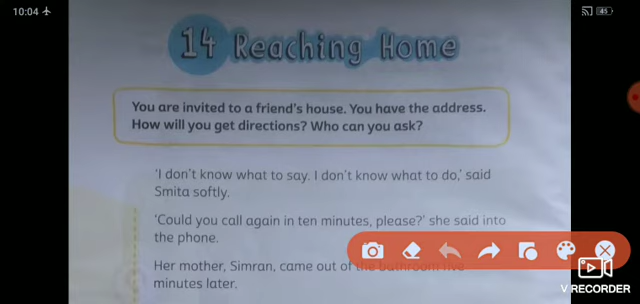 10:04
45
14 Reaching Home
You are invited to a friend's house. You have the address.
How will you get directions? Who can you ask?
'I don't know what to say. I don't know what to do,' said
Smita softly.
'Could you call again in ten minutes, please?' she said into
the phone.
Her mother, Simran, came out of the bathroom five
minutes later.
V RECORDER